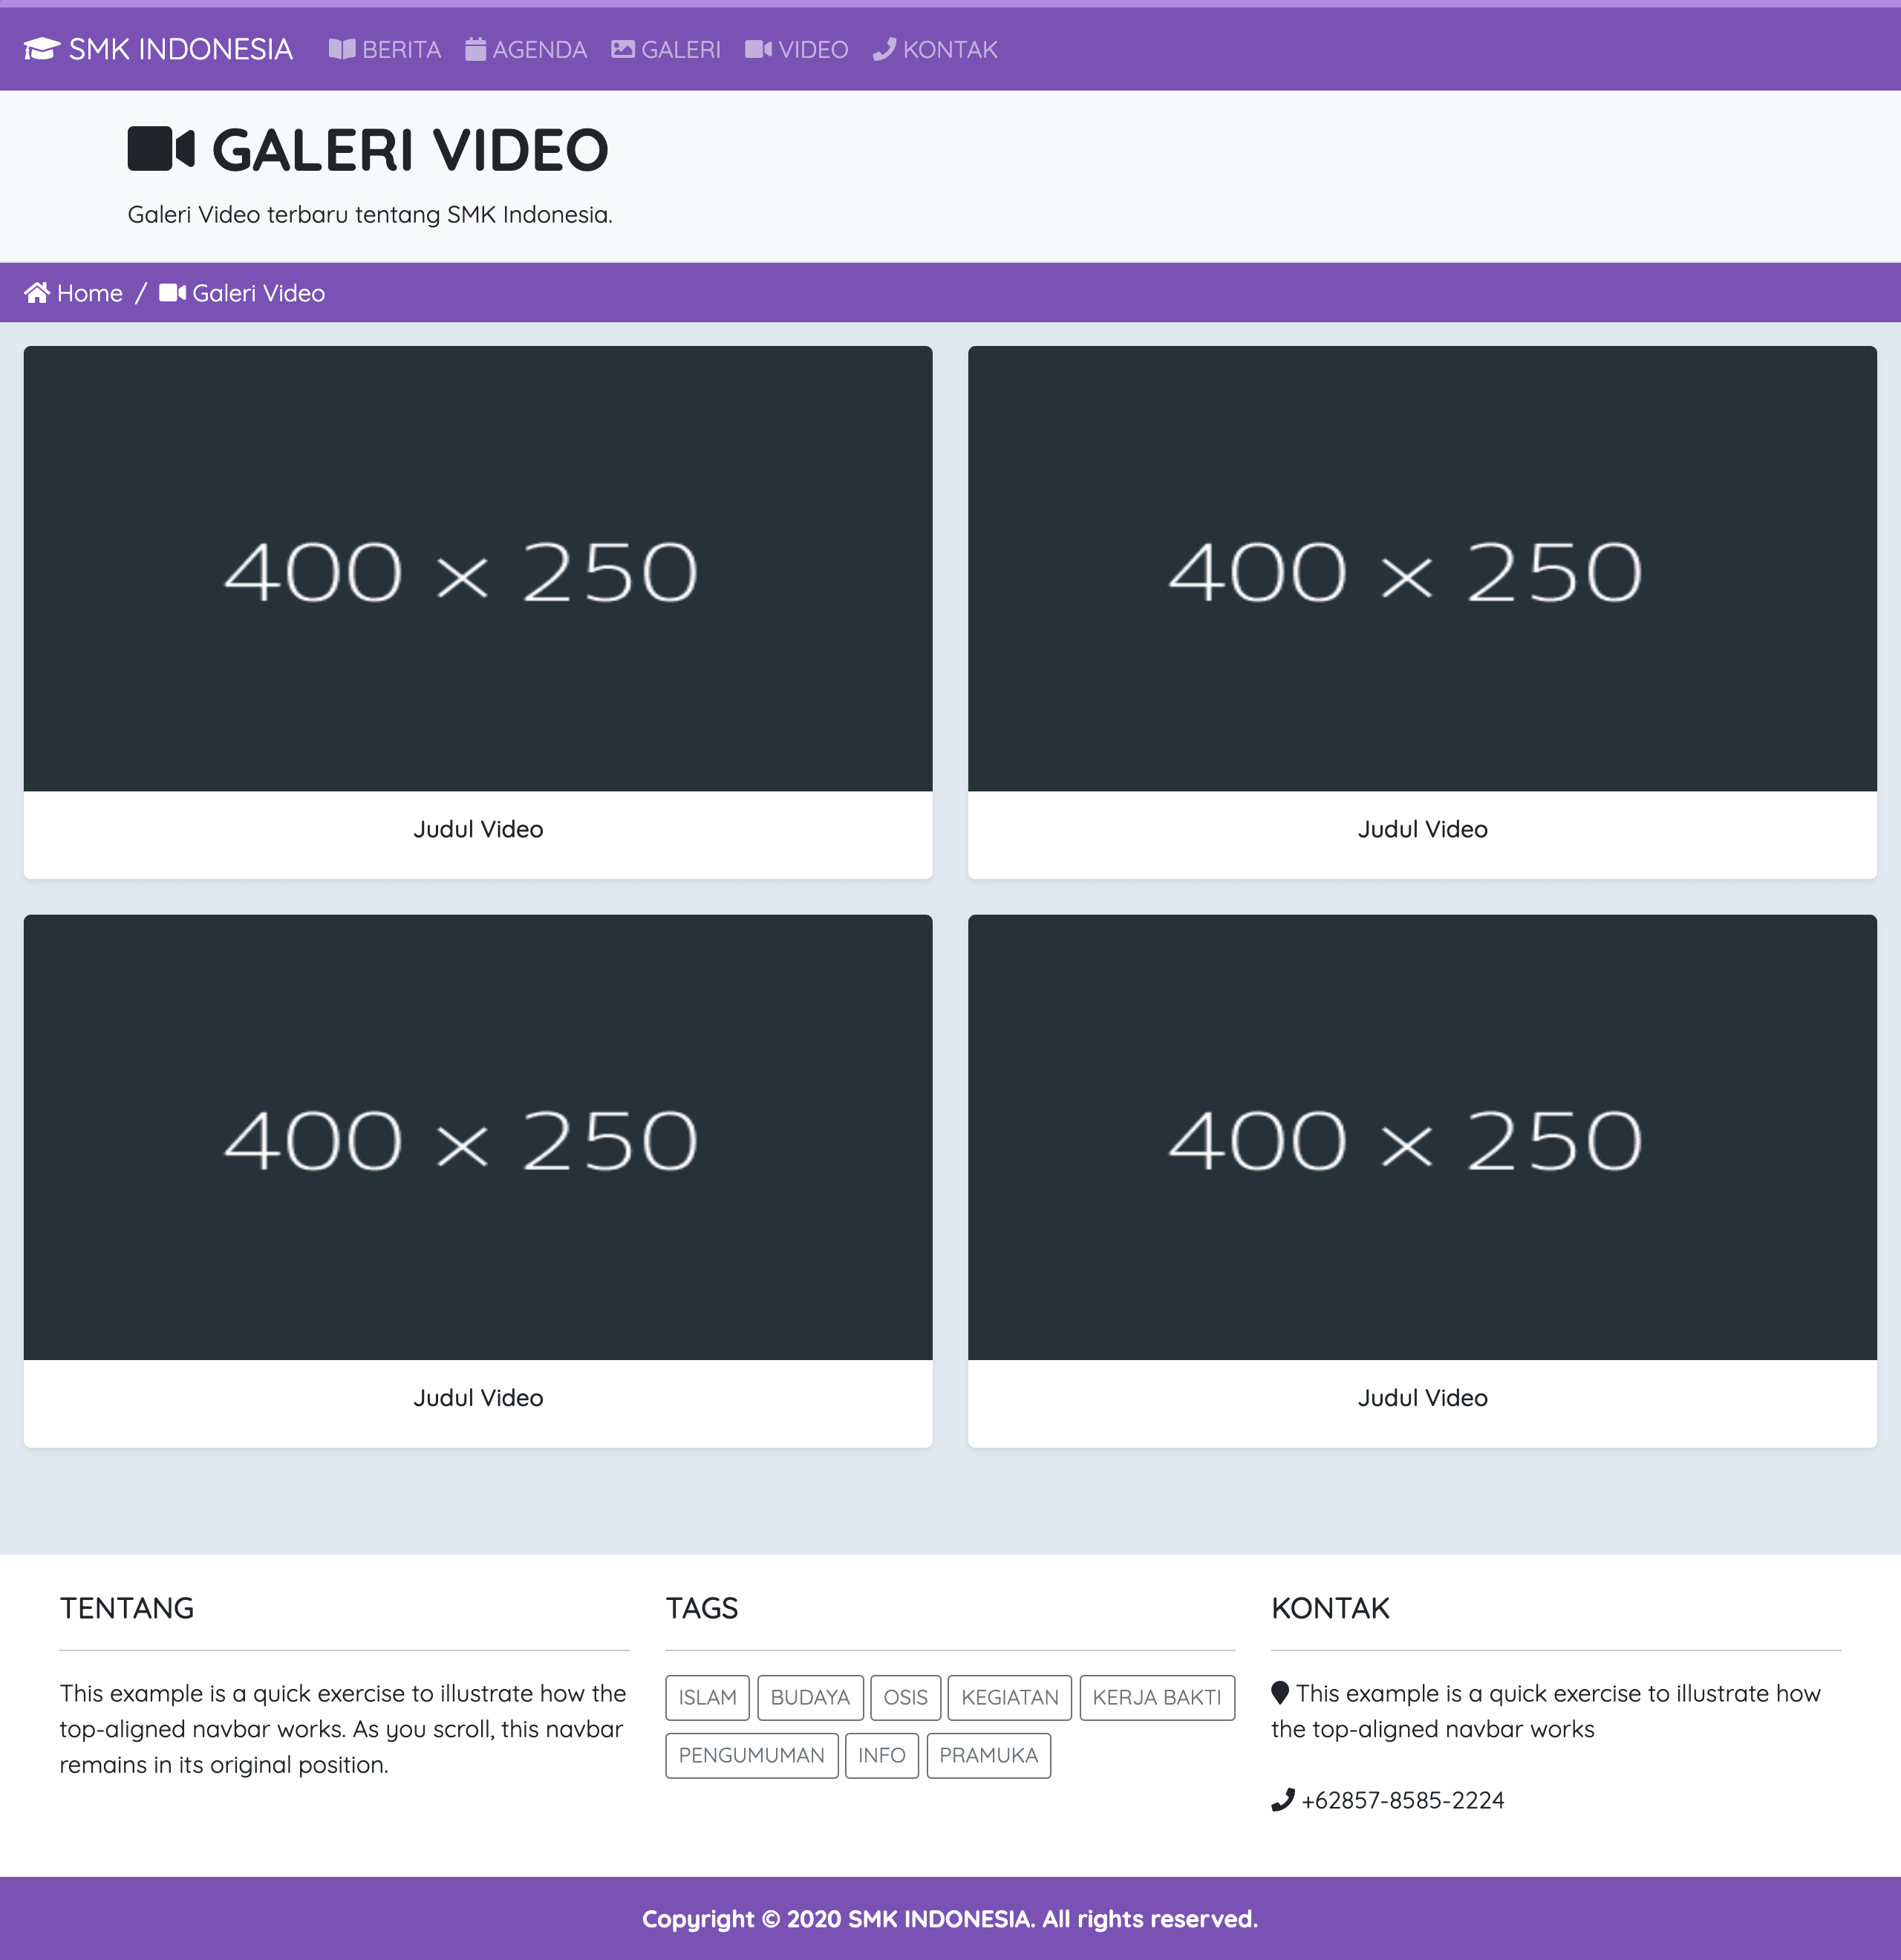 SMK INDONESIA BERITA AGENDA GALERI VIDEO KONTAK
GALERI VIDEO
Galeri Video terbaru tentang SMK Indonesia.
Home / Galeri Video
400 x 250
Judul Video
400 x 250
Judul Video
400 x 250
Judul Video
400 x 250
Judul Video
TENTANG
This example is a quick exercise to illustrate how the
top-aligned navbar works. As you scroll, this navbar
remains in its original position.
TAGS
ISLAM BUDAYA OSIS KEGIATAN KERJA BAKTI
PENGUMUMAN INFO PRAMUKA
KONTAK
This example is a quick exercise to illustrate how
the top-aligned navbar works
+62857-8585-2224
Copyright © 2020 SMK INDONESIA. All rights reserved.